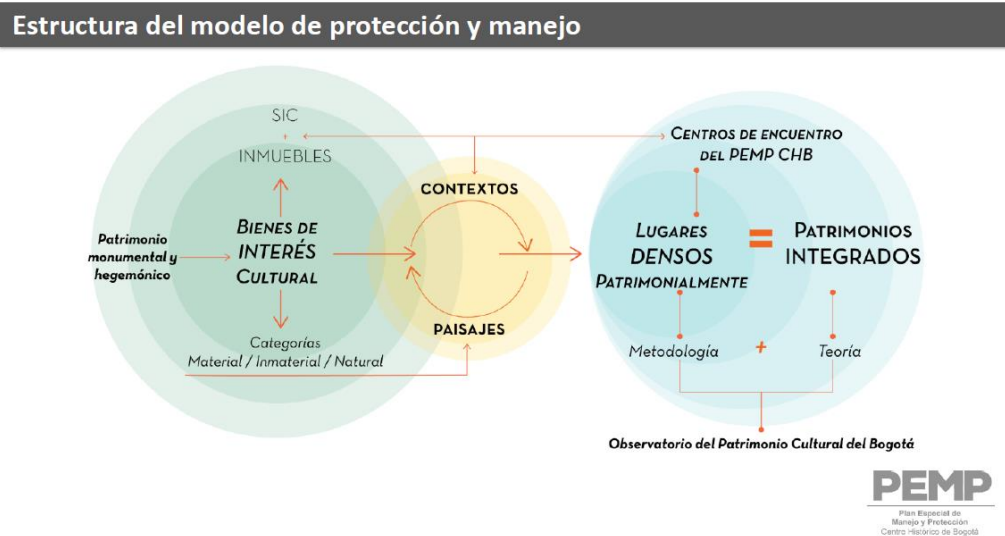 Estructura del modelo de protección y manejo
SIC
+
INMUEBLES
Patrimonio
monumental y
hegemónico
BIENES DE
INTERÉS
CULTURAL
Categorías
Material / Inmaterial / Natural
CONTEXTOS
PAISAJES
CENTROS DE ENCUENTRO
DEL PEMP CHB
LUGARES
DENSOS
PATRIMONIALMENTE
=
PATRIMONIOS
INTEGRADOS
Metodología
+
Teoría
Observatorio del Patrimonio Cultural del Bogotá
PEMP
Plan Especial de
Manejo y Protección
Centro Histórico de Bogotá